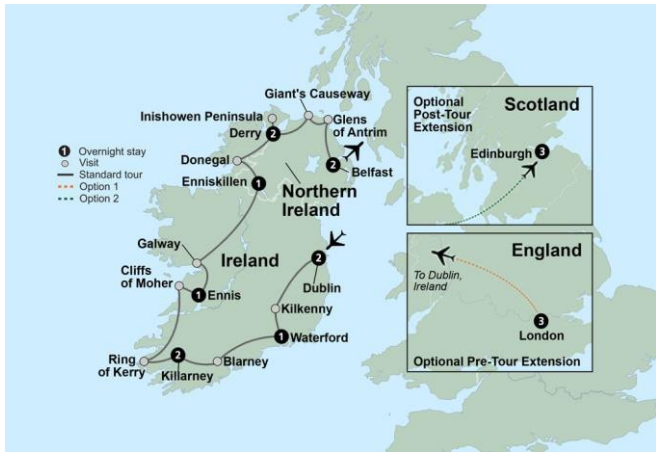 Giant's Causeway
Inishowen Peninsula
Derry
2
Glens
of Antrim
1 Overnight stay
Visit
Standard tour
Option 1
Option 2
Donegal
Enniskillen
1
2
Belfast
Northern
Ireland
Galway
Ireland
Cliffs
of Moher
1
Ennis
2
Dublin
Kilkenny
1
Waterford
Ring
of Kerry
2
Killarney
Blarney
Optional
Post-Tour
Extension
Scotland
Edinburgh
3
England
To Dublin,
Ireland
3
London
Optional Pre-Tour Extension